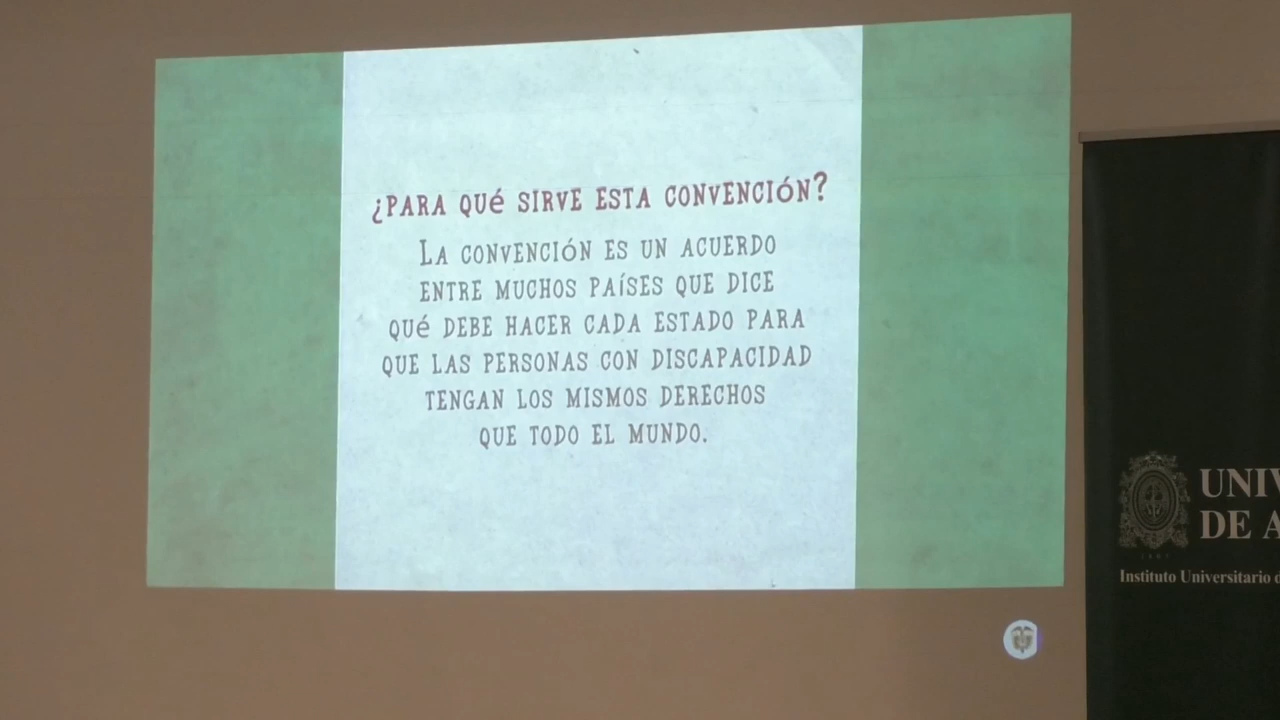 ¿PARA QUÉ SIRVE ESTA CONVENCIÓN?
LA CONVENCIÓN ES UN ACUERDO
ENTRE MUCHOS PAÍSES QUE DICE
QUÉ DEBE HACER CADA ESTADO PARA
QUE LAS PERSONAS CON DISCAPACIDAD
TENGAN LOS MISMOS DERECHOS
QUE TODO EL MUNDO.
UNIV
DE A
Instituto Universitario d